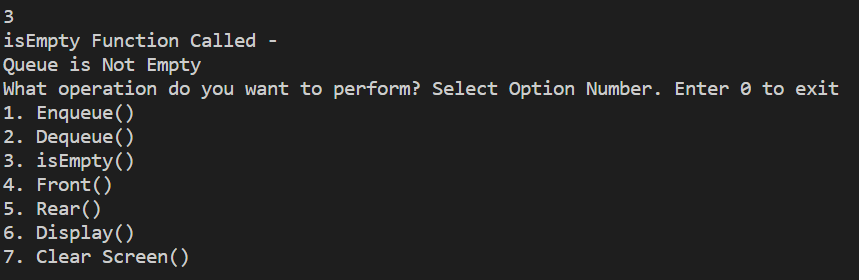 3
isEmpty Function Called -
Queue is Not Empty
What operation do you want to perform? Select Option Number. Enter 0 to exit
1. Enqueue()
2. Dequeue()
3. isEmpty()
4. Front()
5. Rear()
6. Display()
7. Clear Screen()